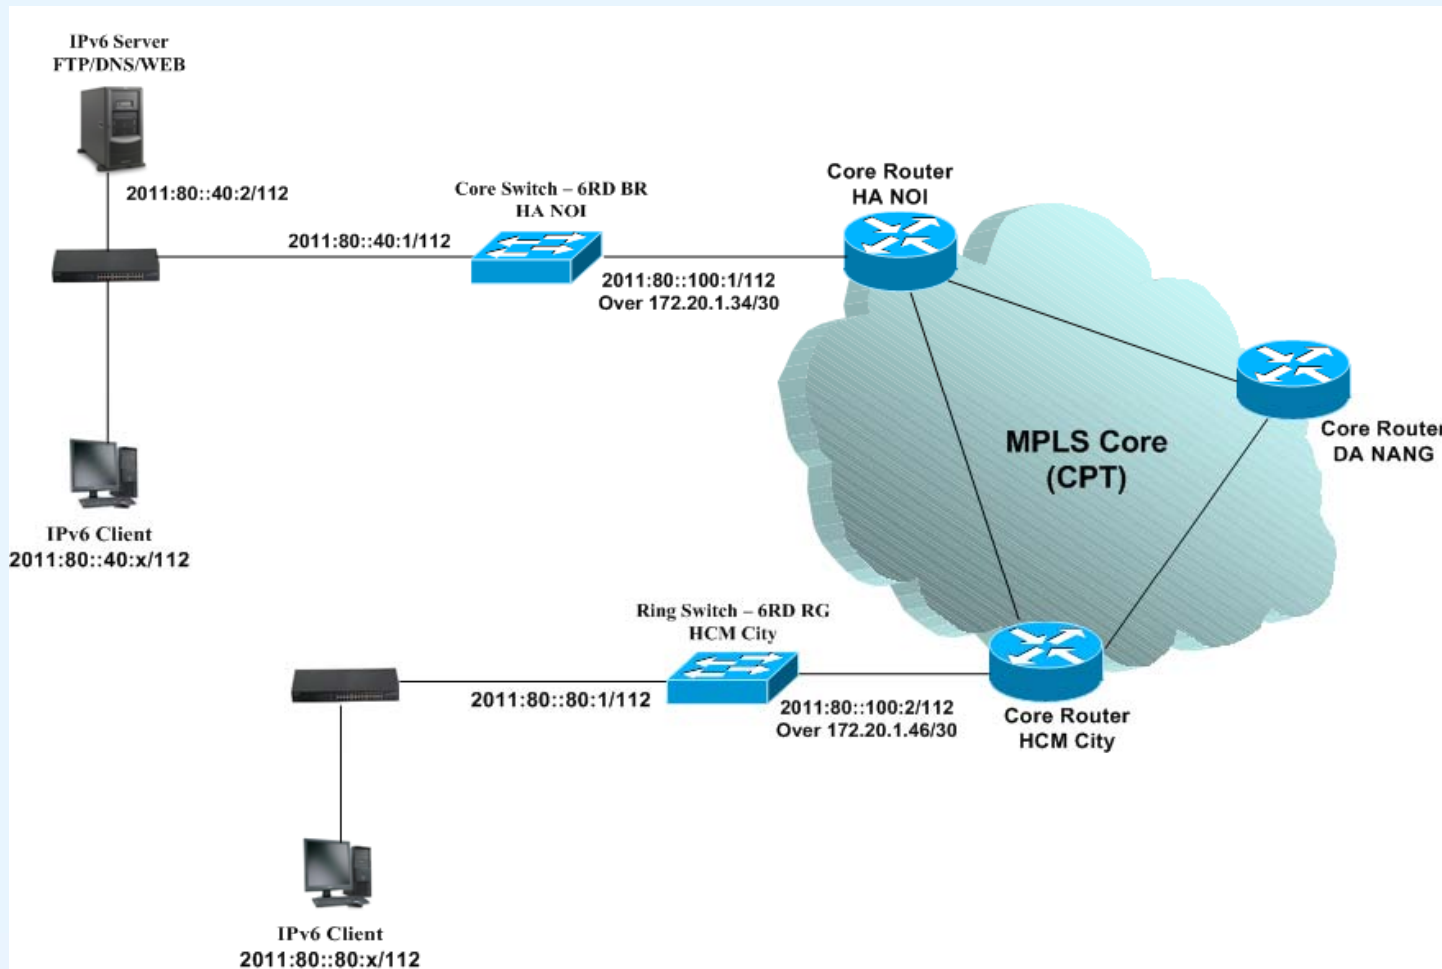 IPv6 Server
FTP/DNS/WEB
2011:80::40:2/112
Core Switch – 6RD BR
HA NOI
2011:80::40:1/112
2011:80::100:1/112
Over 172.20.1.34/30
Core Router
HA NOI
MPLS Core
(CPT)
Core Router
DA NANG
IPv6 Client
2011:80::40:x/112
Ring Switch – 6RD RG
HCM City
2011:80::80:1/112
2011:80::100:2/112
Over 172.20.1.46/30
Core Router
HCM City
IPv6 Client
2011:80::80:x/112